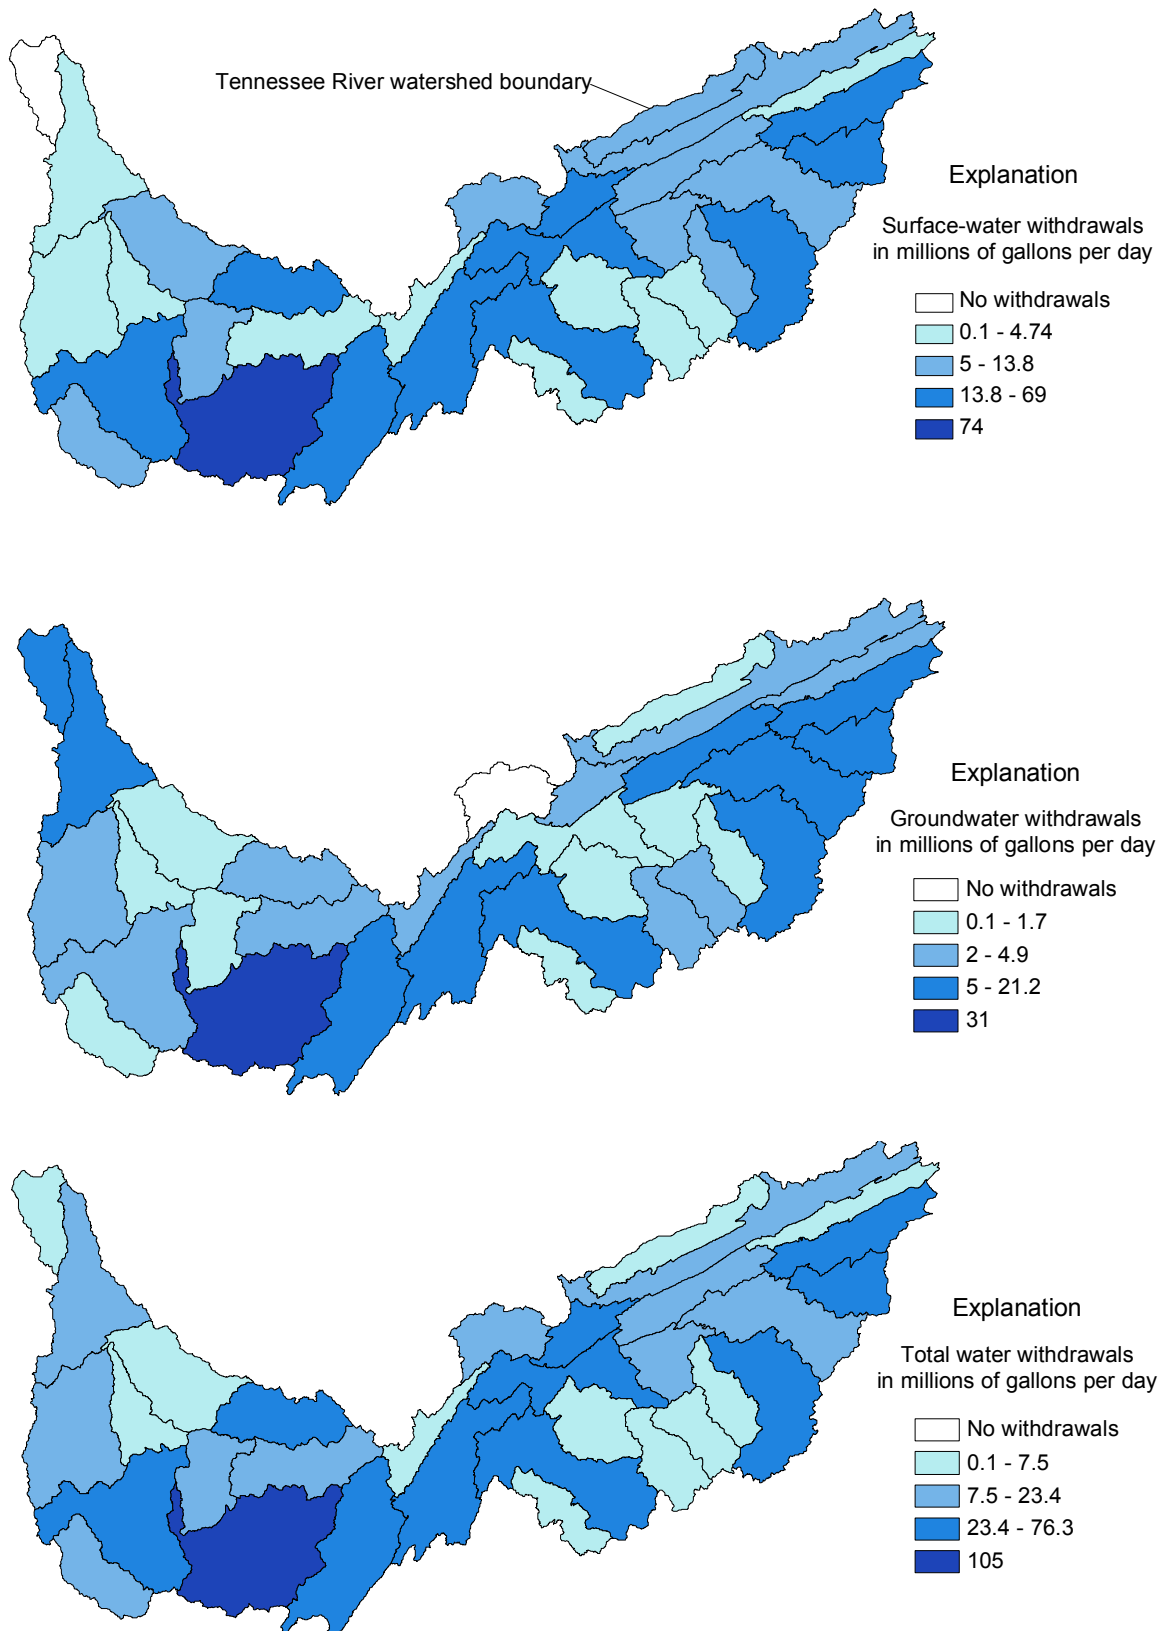 Tennessee River watershed boundary
Explanation
Surface-water withdrawals
in millions of gallons per day
No withdrawals
0.1 - 4.74
5 - 13.8
13.8 - 69
74
Explanation
Groundwater withdrawals
in millions of gallons per day
No withdrawals
0.1 - 1.7
2 - 4.9
5 - 21.2
31
Explanation
Total water withdrawals
in millions of gallons per day
No withdrawals
0.1 - 7.5
7.5 - 23.4
23.4 - 76.3
105